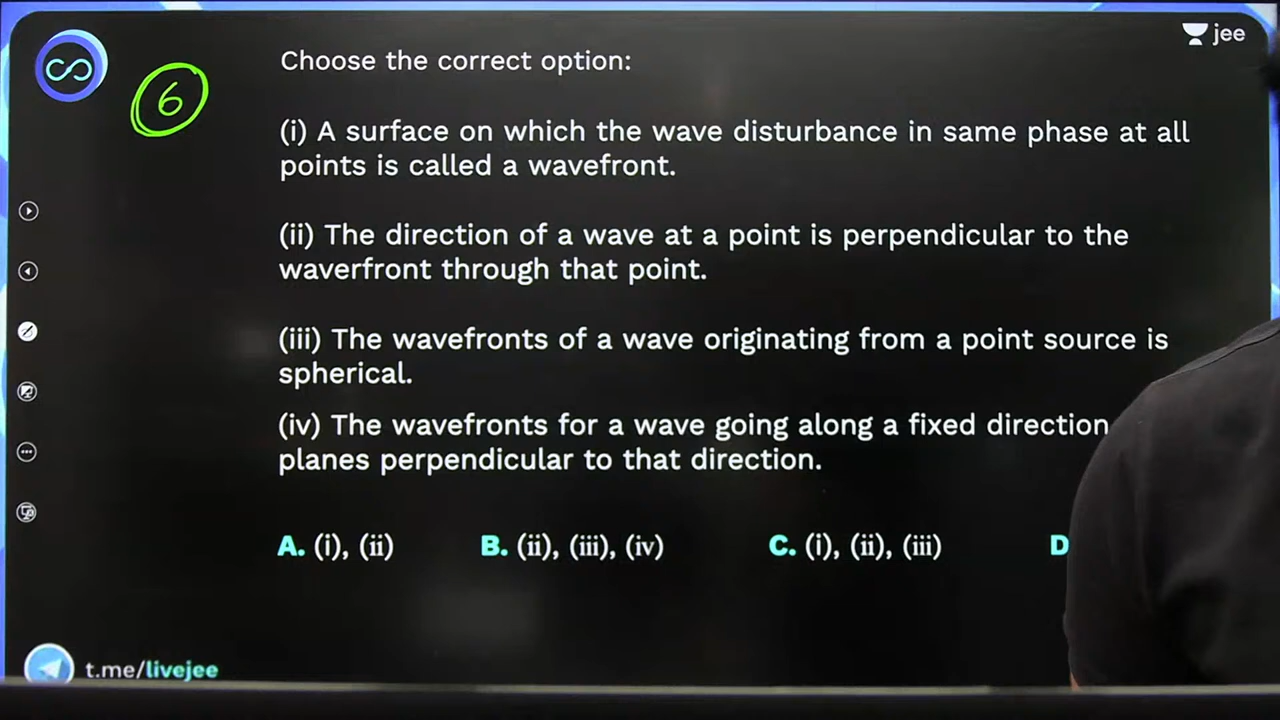 jee
6
Choose the correct option:
(i) A surface on which the wave disturbance in same phase at all
points is called a wavefront.
(ii) The direction of a wave at a point is perpendicular to the
waverfront through that point.
(iii) The wavefronts of a wave originating from a point source is
spherical.
(iv) The wavefronts for a wave going along a fixed direction
planes perpendicular to that direction.
A. (i), (ii) B. (ii), (iii), (iv) C. (i), (ii), (iii) D
t.me/livejee